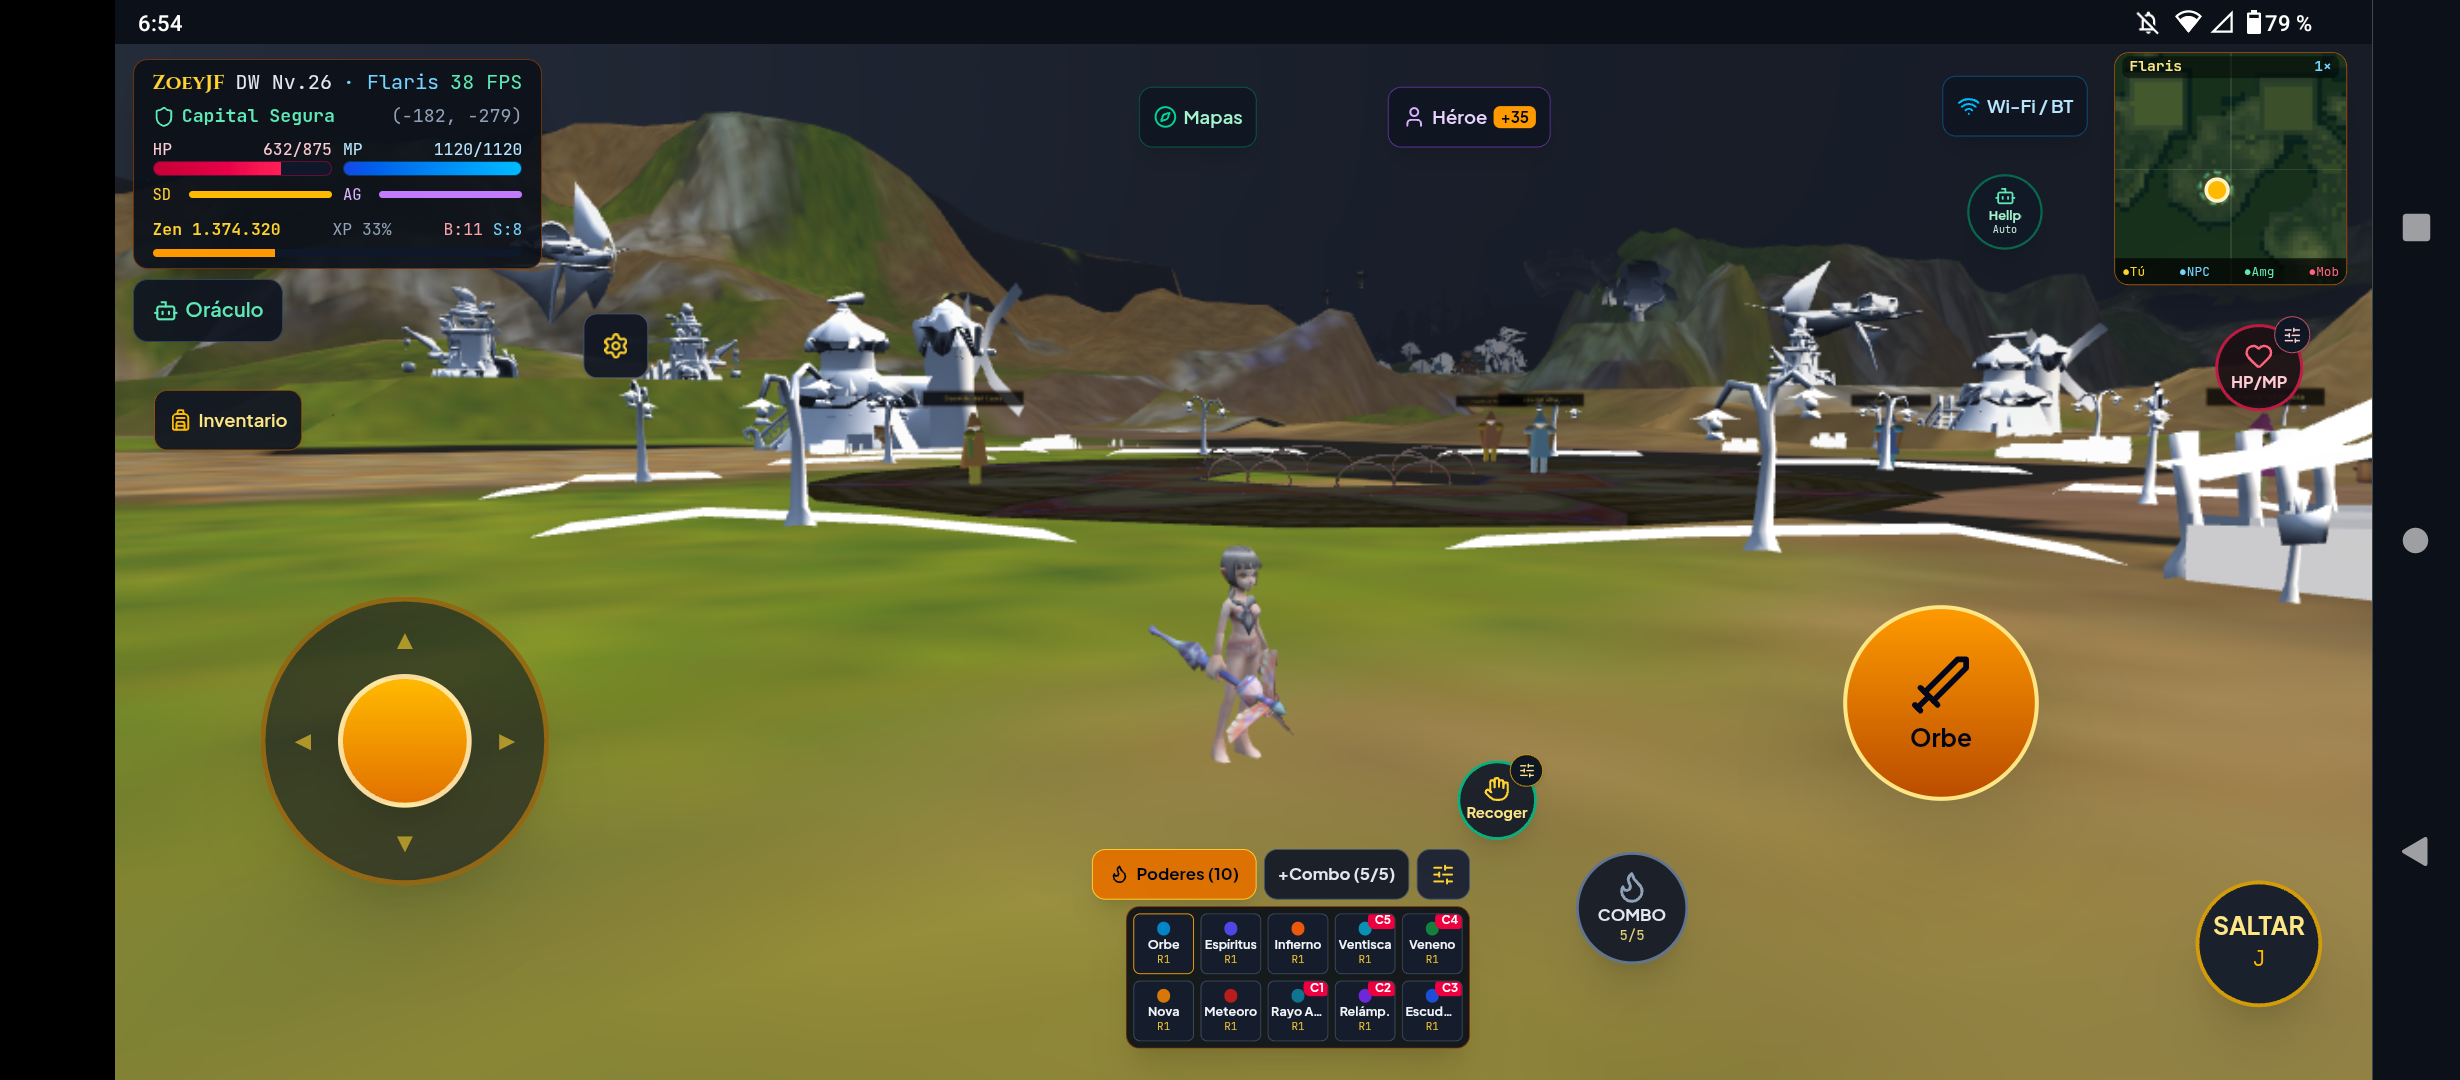 6:54
79 %
ZOEYJF DW Nv.26 · Flaris 38 FPS
Capital Segura (-182, -279)
HP 632/875 MP 1120/1120
SD AG
Zen 1.374.320 XP 33% B:11 S:8
Oráculo
Inventario
Mapas
Héroe +35
Wi-Fi / BT
Hellp
Auto
Flaris 1×
Tú NPC Amg Mob
HP/MP
Orbe
Recoger
Poderes (10) +Combo (5/5)
COMBO
5/5
SALTAR
J
C5 C4
Orbe Espíritus Infierno Ventisca Veneno
R1 R1 R1 R1 R1
C1 C2 C3
Nova Meteoro Rayo A... Relámp. Escud...
R1 R1 R1 R1 R1